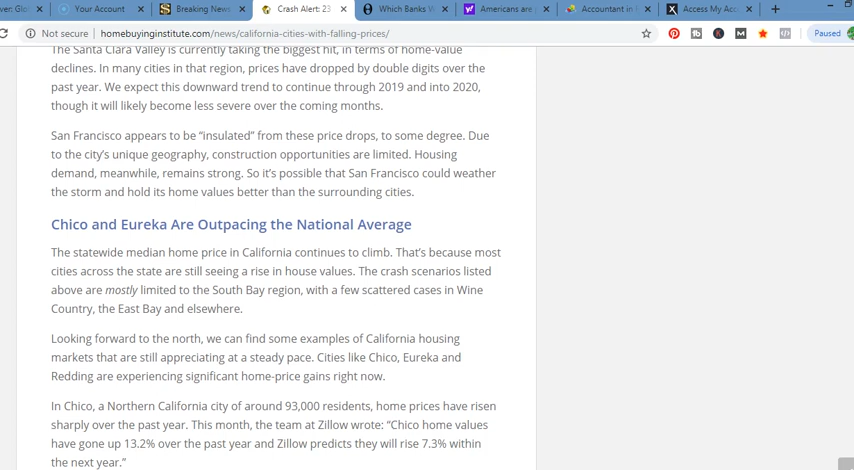 ver: Glo
Your Account
Breaking News
Crash Alert: 23
Which Banks W
Americans are
Accountant in
Access My Acc
Not secure
homebuyinginstitute.com/news/california-cities-with-falling-prices/
Paused
The Santa Clara Valley is currently taking the biggest hit, in terms of home-value
declines. In many cities in that region, prices have dropped by double digits over the
past year. We expect this downward trend to continue through 2019 and into 2020,
though it will likely become less severe over the coming months.
San Francisco appears to be “insulated” from these price drops, to some degree. Due
to the city’s unique geography, construction opportunities are limited. Housing
demand, meanwhile, remains strong. So it’s possible that San Francisco could weather
the storm and hold its home values better than the surrounding cities.
Chico and Eureka Are Outpacing the National Average
The statewide median home price in California continues to climb. That’s because most
cities across the state are still seeing a rise in house values. The crash scenarios listed
above are mostly limited to the South Bay region, with a few scattered cases in Wine
Country, the East Bay and elsewhere.
Looking forward to the north, we can find some examples of California housing
markets that are still appreciating at a steady pace. Cities like Chico, Eureka and
Redding are experiencing significant home-price gains right now.
In Chico, a Northern California city of around 93,000 residents, home prices have risen
sharply over the past year. This month, the team at Zillow wrote: “Chico home values
have gone up 13.2% over the past year and Zillow predicts they will rise 7.3% within
the next year.”